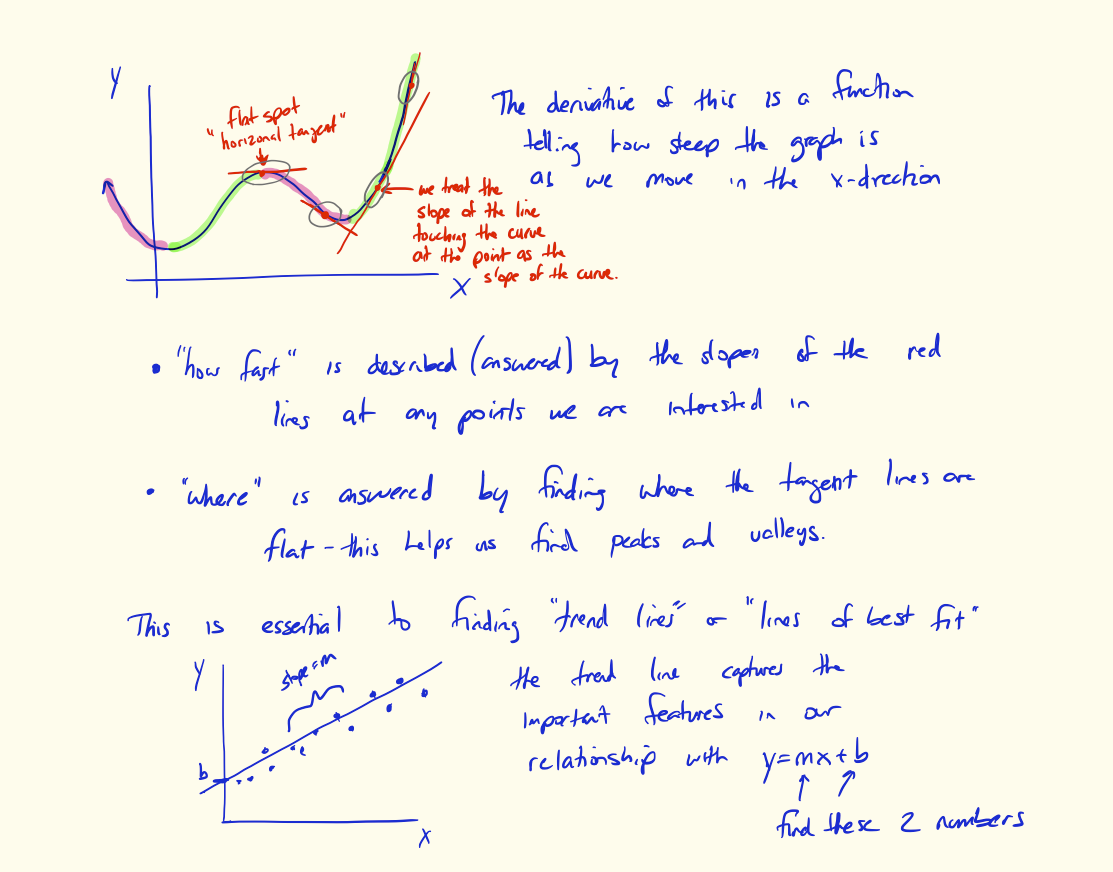 y
flat spot
"horizonal tangent"
The derivative of this is a function
telling how steep the graph is
as we move in the x-drection
we treat the
slope of the line
touching the curve
at the point as the
slope of the curve.
X
• "how fast" is described (answered) by the slopes of the red
lines at any points we are interested in
• "where" is answered by finding where the tangent lines are
flat - this helps us find peaks and valleys.
This is essential to finding "trend lines" or "lines of best fit"
y
slope=m
b
x
the trend line captures the
important features in our
relationship with y=mx+b
find these 2 numbers